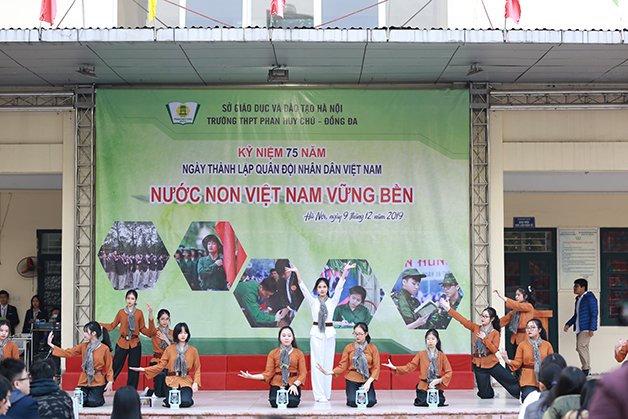 SỞ GIÁO DỤC VÀ ĐÀO TẠO HÀ NỘI
TRƯỜNG THPT PHAN HUY CHÚ - ĐỐNG ĐA
KỶ NIỆM 75 NĂM
NGÀY THÀNH LẬP QUÂN ĐỘI NHÂN DÂN VIỆT NAM
NƯỚC NON VIỆT NAM VỮNG BỀN
Hà Nội, ngày 9 tháng 12 năm 2019